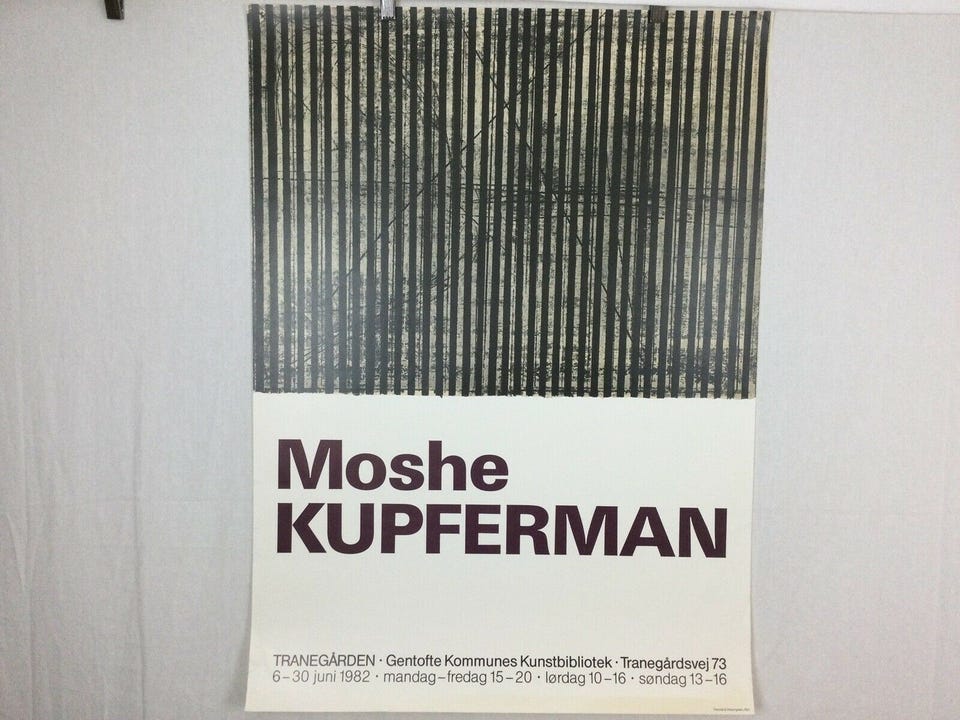 Moshe
KUPFERMAN
TRANEGÅRDEN · Gentofte Kommunes Kunstbibliotek · Tranegårdsvej 73
6–30 juni 1982 · mandag–fredag 15–20 · lørdag 10–16 · søndag 13–16